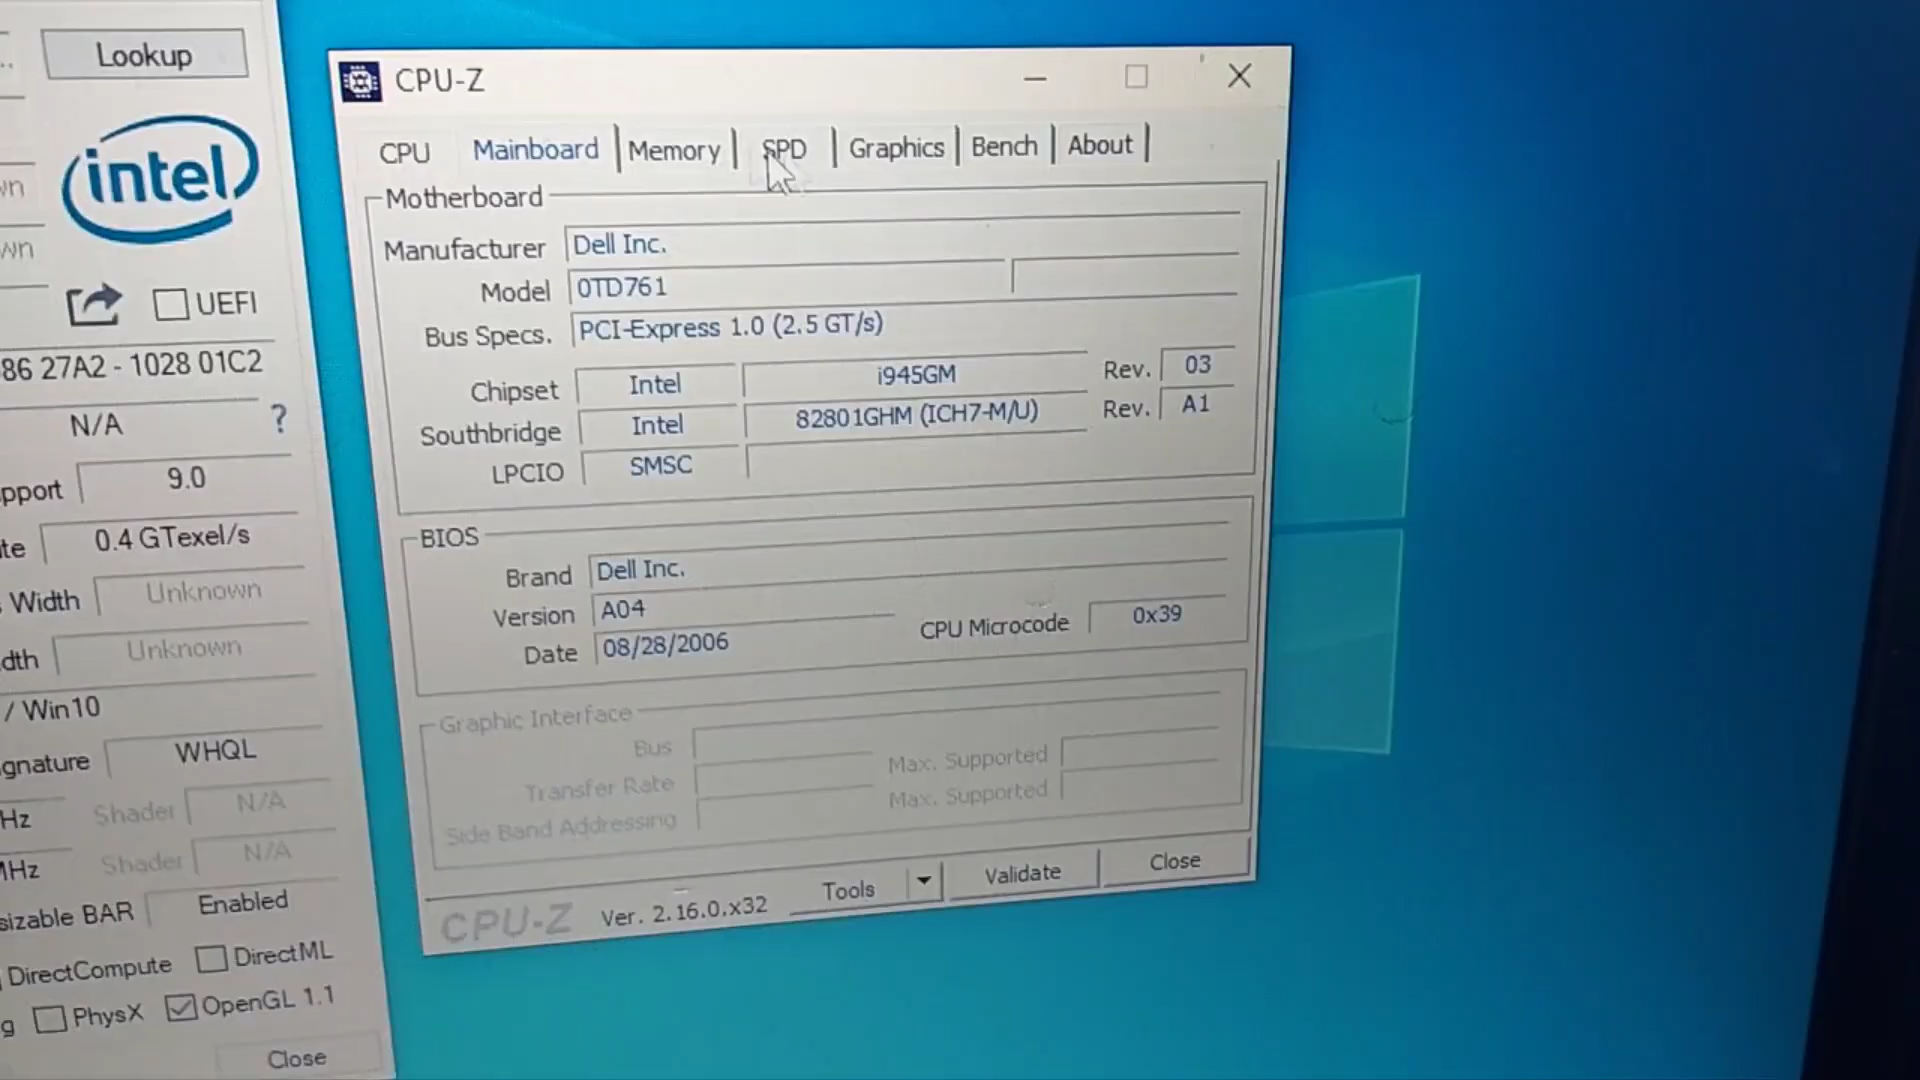 Lookup
intel
UEFI
86 27A2 - 1028 01C2
N/A
?
pport 9.0
0.4 GTexel/s
Width Unknown
dth Unknown
/ Win10
gnature WHQL
Hz Shader N/A
MHz Shader N/A
sizable BAR Enabled
DirectCompute DirectML
g PhysX OpenGL 1.1
Close
CPU-Z
CPU Mainboard Memory SPD Graphics Bench About
Motherboard
Manufacturer Dell Inc.
Model 0TD761
Bus Specs. PCI-Express 1.0 (2.5 GT/s)
Chipset Intel i945GM Rev. 03
Southbridge Intel 82801GHM (ICH7-M/U) Rev. A1
LPCIO SMSC
BIOS
Brand Dell Inc.
Version A04
CPU Microcode 0x39
Date 08/28/2006
Graphic Interface
Bus
Transfer Rate Max. Supported
Side Band Addressing Max. Supported
CPU-Z Ver. 2.16.0.x32 Tools Validate Close